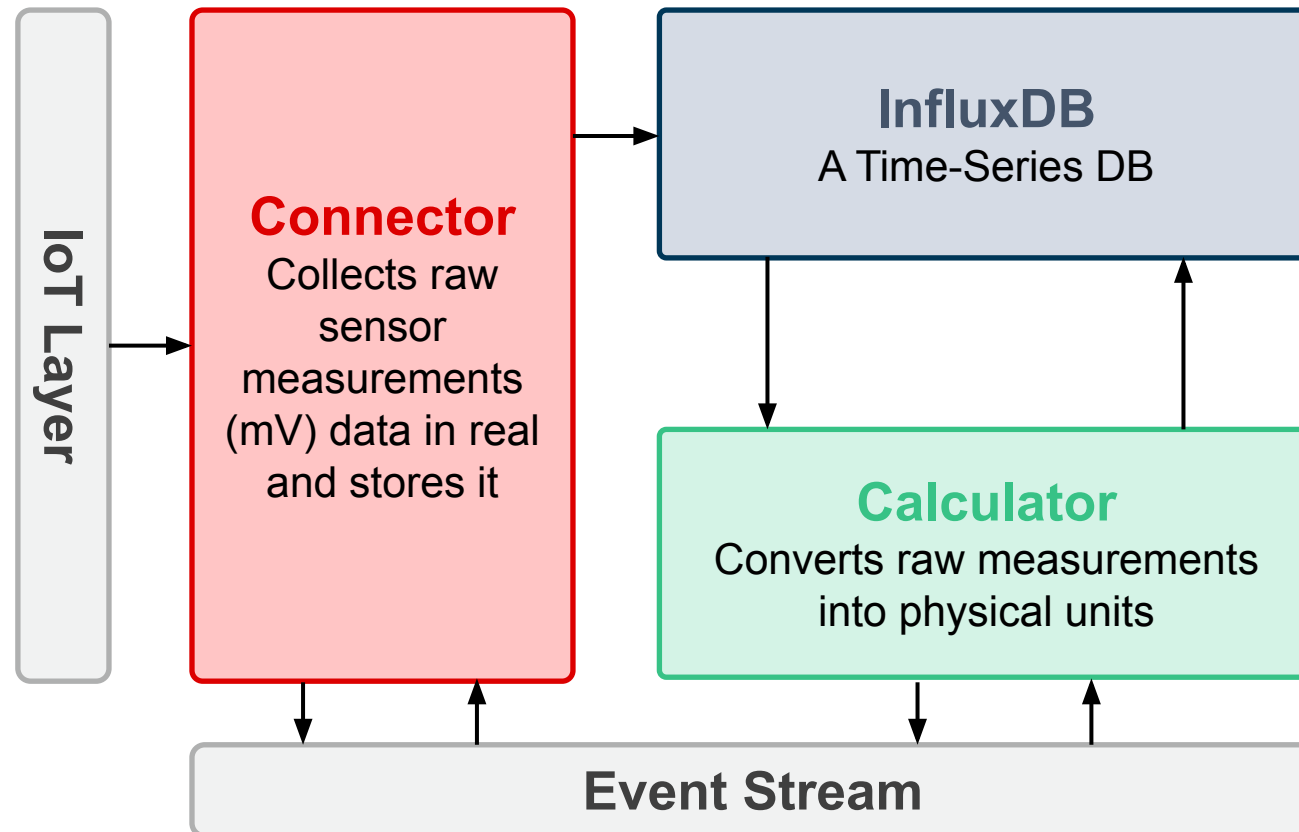 IoT Layer
Connector
Collects raw
sensor
measurements
(mV) data in real
and stores it
InfluxDB
A Time-Series DB
Calculator
Converts raw measurements
into physical units
Event Stream